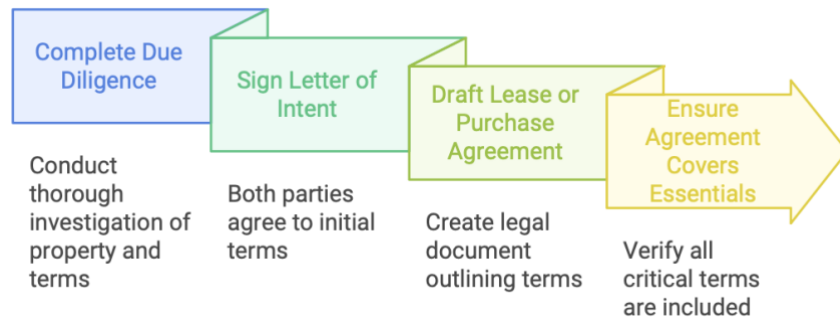 Complete Due
Diligence
Conduct
thorough
investigation of
property and
terms
Sign Letter of
Intent
Both parties
agree to initial
terms
Draft Lease or
Purchase
Agreement
Create legal
document
outlining terms
Ensure
Agreement
Covers
Essentials
Verify all
critical terms
are included